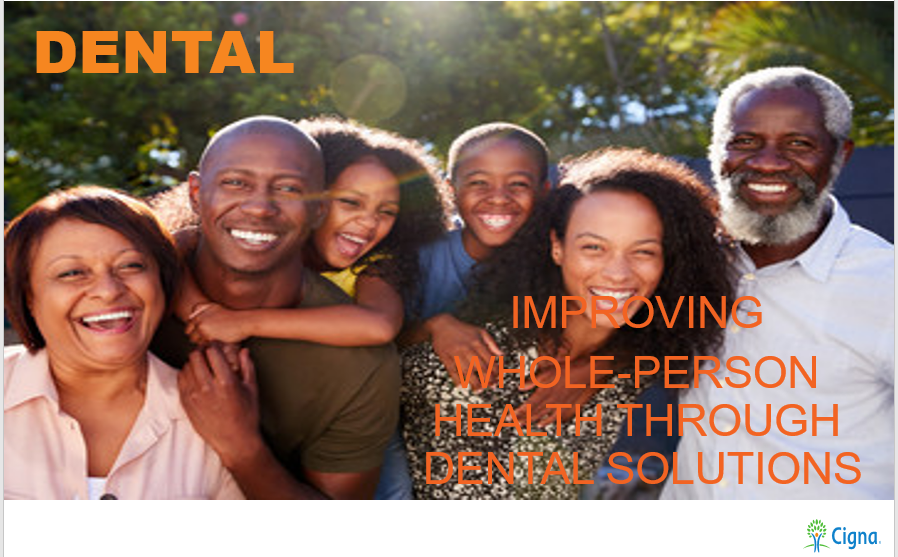 DENTAL
IMPROVING
WHOLE-PERSON
HEALTH THROUGH
DENTAL SOLUTIONS
Cigna.